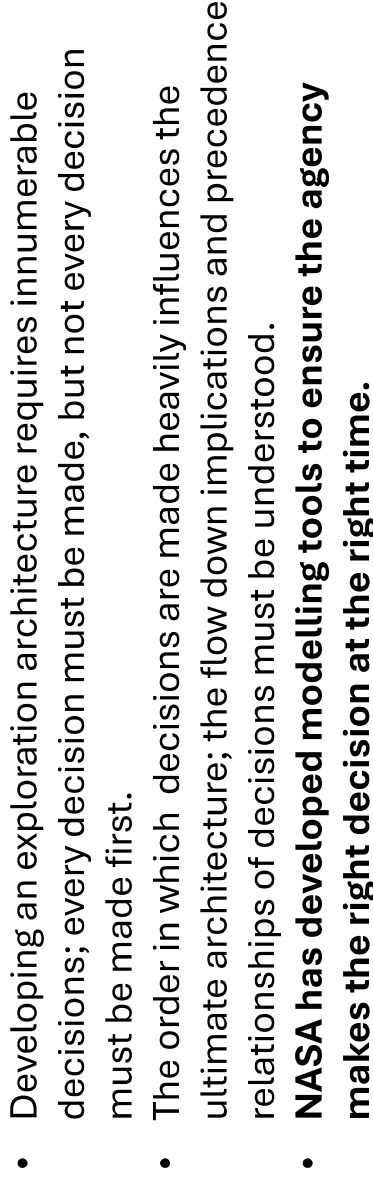 • Developing an exploration architecture requires innumerable
decisions; every decision must be made, but not every decision
must be made first.
• The order in which  decisions are made heavily influences the
ultimate architecture; the flow down implications and precedence
relationships of decisions must be understood.
• NASA has developed modelling tools to ensure the agency
makes the right decision at the right time.